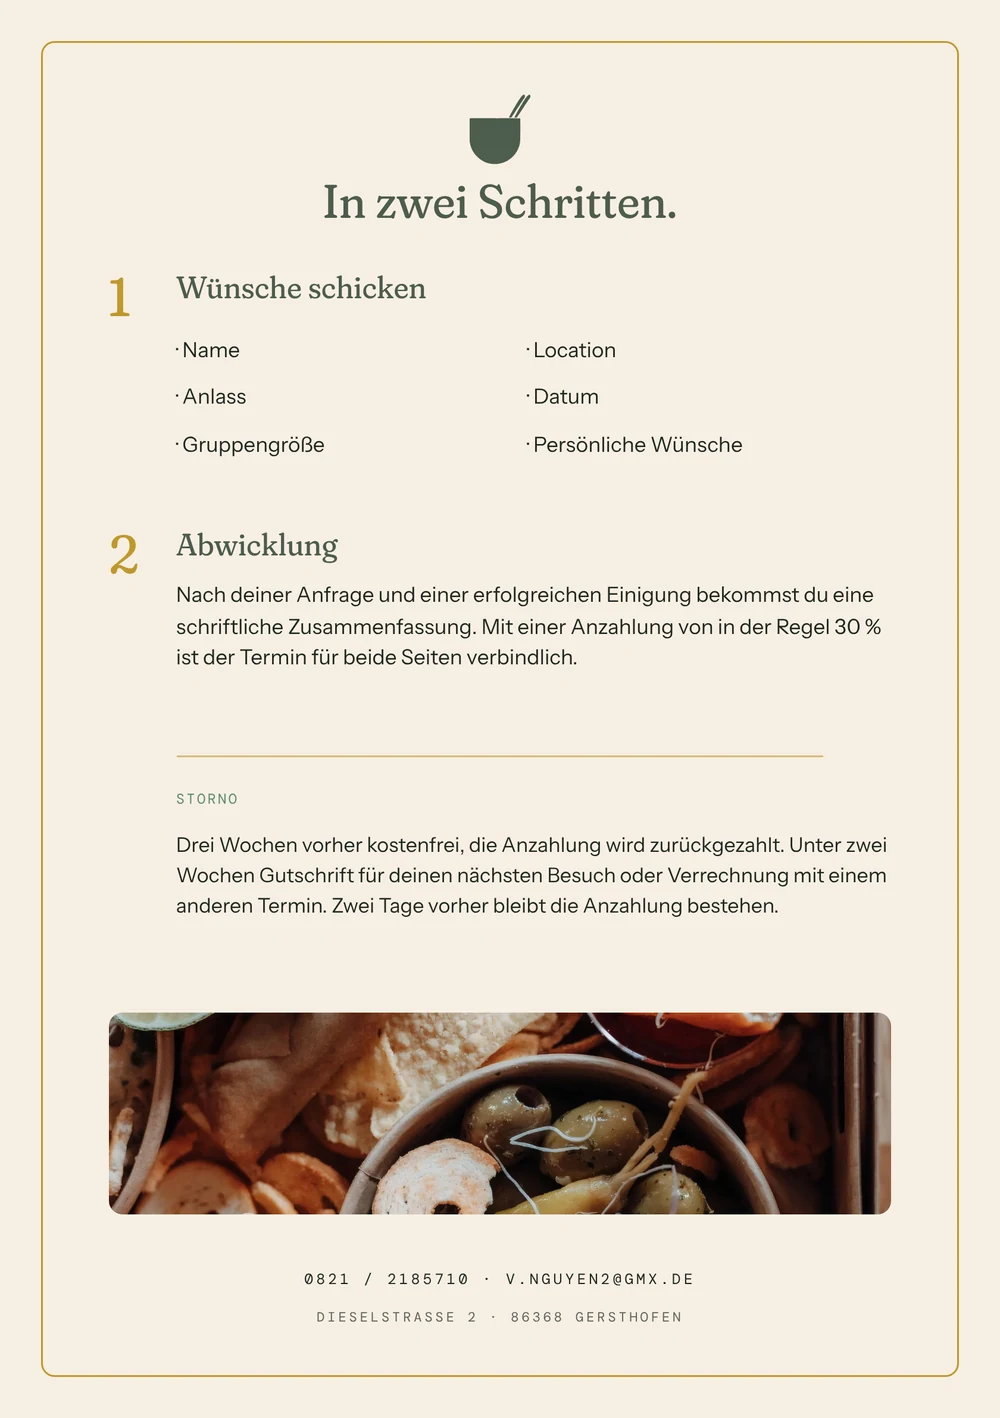 In zwei Schritten.
1
Wünsche schicken
· Name
· Location
· Anlass
· Datum
· Gruppengröße
· Persönliche Wünsche
2
Abwicklung
Nach deiner Anfrage und einer erfolgreichen Einigung bekommst du eine
schriftliche Zusammenfassung. Mit einer Anzahlung von in der Regel 30 %
ist der Termin für beide Seiten verbindlich.
STORNO
Drei Wochen vorher kostenfrei, die Anzahlung wird zurückgezahlt. Unter zwei
Wochen Gutschrift für deinen nächsten Besuch oder Verrechnung mit einem
anderen Termin. Zwei Tage vorher bleibt die Anzahlung bestehen.
0821 / 2185710 · V.NGUYEN2@GMX.DE
DIESELSTRASSE 2 · 86368 GERSTHOFEN